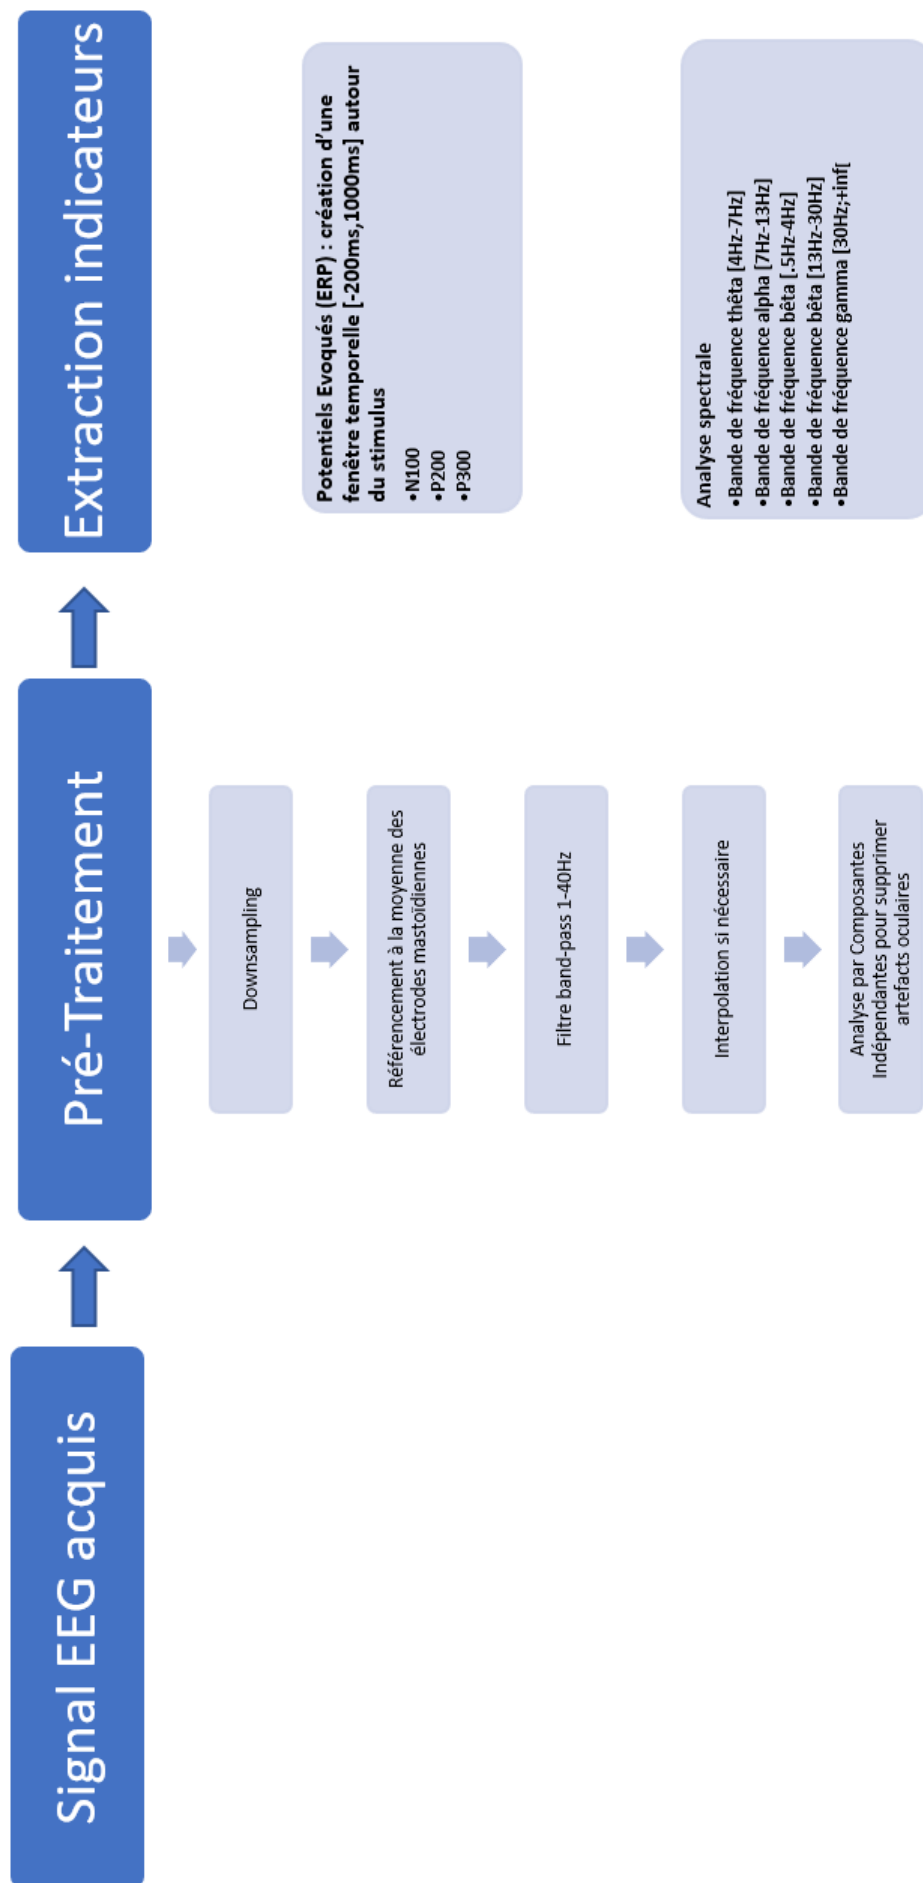 Signal EEG acquis
Pré-Traitement
Extraction indicateurs
Downsampling
Référencement à la moyenne des
électrodes mastoïdiennes
Filtre band-pass 1-40Hz
Interpolation si nécessaire
Analyse par Composantes
Indépendantes pour supprimer
artefacts oculaires
Potentiels Evoqués (ERP) : création d'une
fenêtre temporelle [-200ms,1000ms] autour
du stimulus
•N100
•P200
•P300
Analyse spectrale
•Bande de fréquence thêta [4Hz-7Hz]
•Bande de fréquence alpha [7Hz-13Hz]
•Bande de fréquence bêta [.5Hz-4Hz]
•Bande de fréquence bêta [13Hz-30Hz]
•Bande de fréquence gamma [30Hz;+inf[